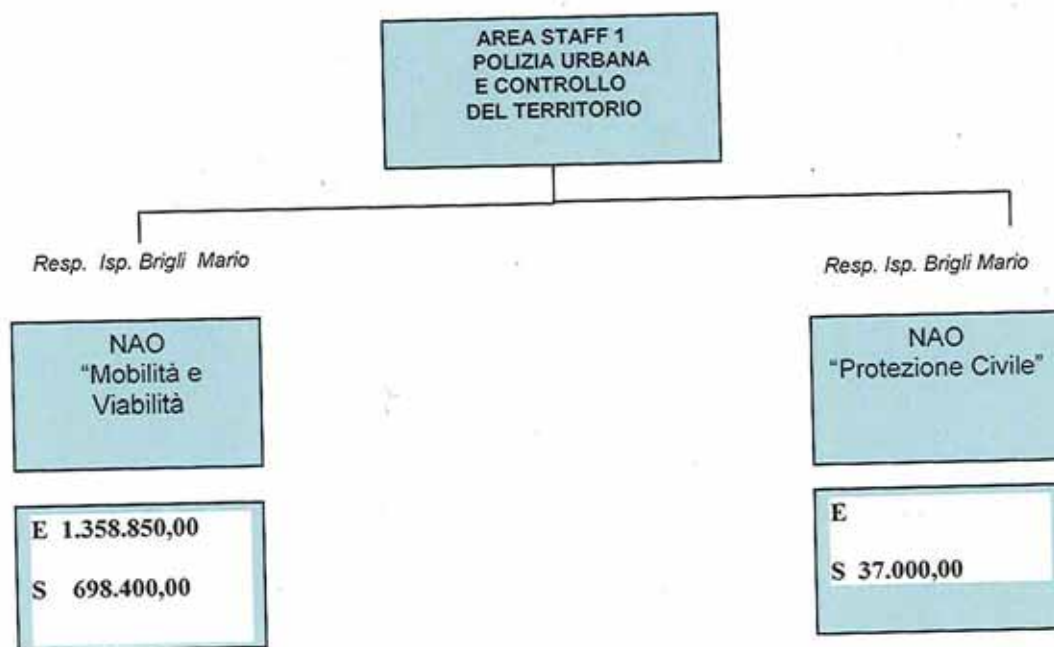 AREA STAFF 1
POLIZIA URBANA
E CONTROLLO
DEL TERRITORIO
Resp. Isp. Brigli Mario
Resp. Isp. Brigli Mario
NAO
"Mobilità e
Viabilità
NAO
"Protezione Civile"
E 1.358.850,00
S 698.400,00
E
S 37.000,00